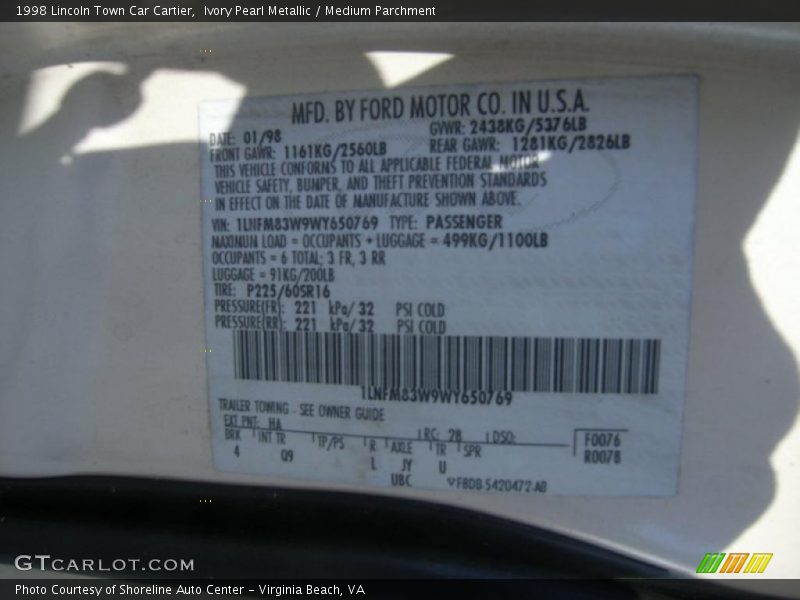 1998 Lincoln Town Car Cartier,  Ivory Pearl Metallic / Medium Parchment
MFD. BY FORD MOTOR CO. IN U.S.A.
DATE: 01/98 GVWR: 2438KG/5376LB
FRONT GAWR: 1161KG/2560LB REAR GAWR: 1281KG/2826LB
THIS VEHICLE CONFORMS TO ALL APPLICABLE FEDERAL MOTOR
VEHICLE SAFETY, BUMPER, AND THEFT PREVENTION STANDARDS
IN EFFECT ON THE DATE OF MANUFACTURE SHOWN ABOVE.
VIN: 1LNFM83W9WY650769 TYPE: PASSENGER
MAXIMUM LOAD = OCCUPANTS + LUGGAGE = 499KG/1100LB
OCCUPANTS = 6 TOTAL; 3 FR, 3 RR
LUGGAGE = 91KG/200LB
TIRE: P225/60SR16
PRESSURE(FR): 221 kPa/ 32 PSI COLD
PRESSURE(RR): 221 kPa/ 32 PSI COLD
1LNFM83W9WY650769
TRAILER TOWING - SEE OWNER GUIDE
EXT PNT: HA RC: 28 DSO: F0076
BRK INT TR TP/PS R AXLE TR SPR R0078
4 Q9 L JY U
UBC F8DB-5420472-AB
GTCARLOT.COM
Photo Courtesy of Shoreline Auto Center - Virginia Beach, VA